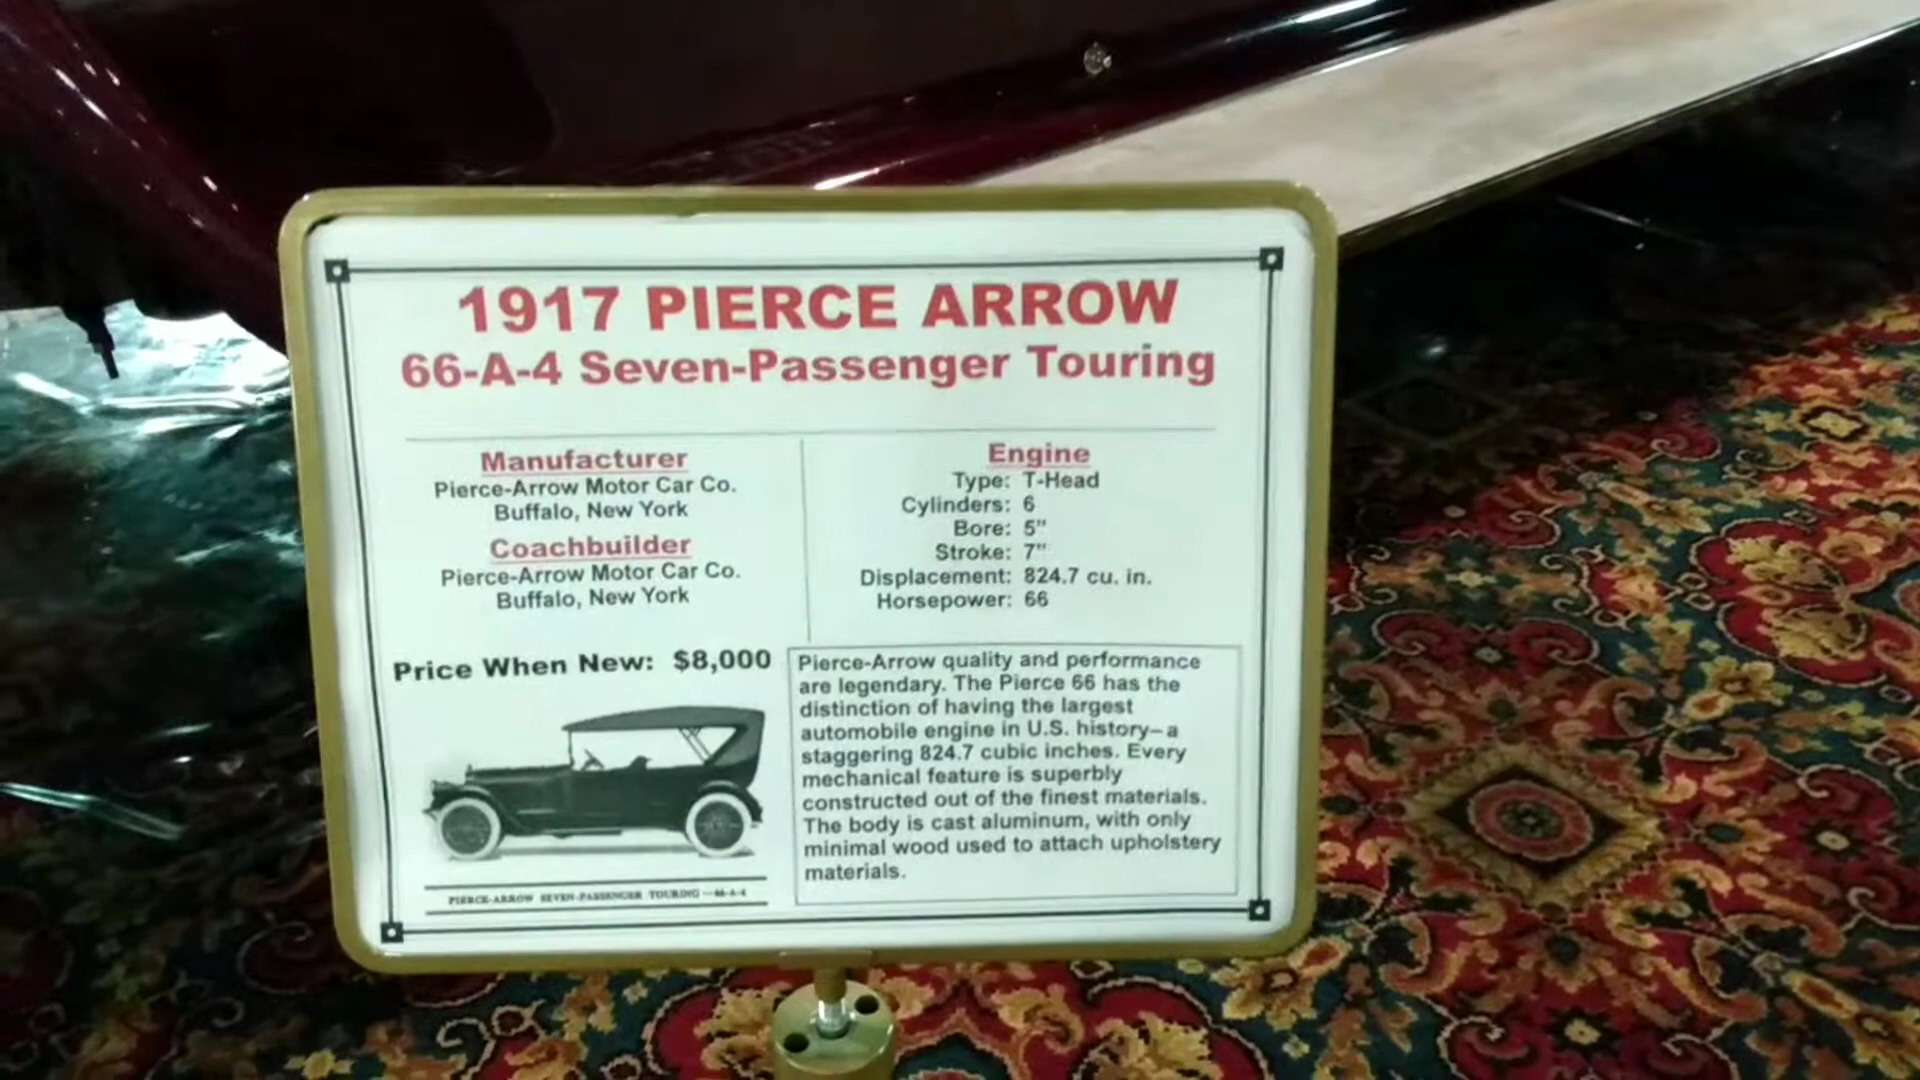 1917 PIERCE ARROW
66-A-4 Seven-Passenger Touring
Manufacturer
Pierce-Arrow Motor Car Co.
Buffalo, New York
Coachbuilder
Pierce-Arrow Motor Car Co.
Buffalo, New York
Engine
Type: T-Head
Cylinders: 6
Bore: 5"
Stroke: 7"
Displacement: 824.7 cu. in.
Horsepower: 66
Price When New: $8,000
PIERCE-ARROW SEVEN-PASSENGER TOURING — 66-A-4
Pierce-Arrow quality and performance
are legendary. The Pierce 66 has the
distinction of having the largest
automobile engine in U.S. history–a
staggering 824.7 cubic inches. Every
mechanical feature is superbly
constructed out of the finest materials.
The body is cast aluminum, with only
minimal wood used to attach upholstery
materials.